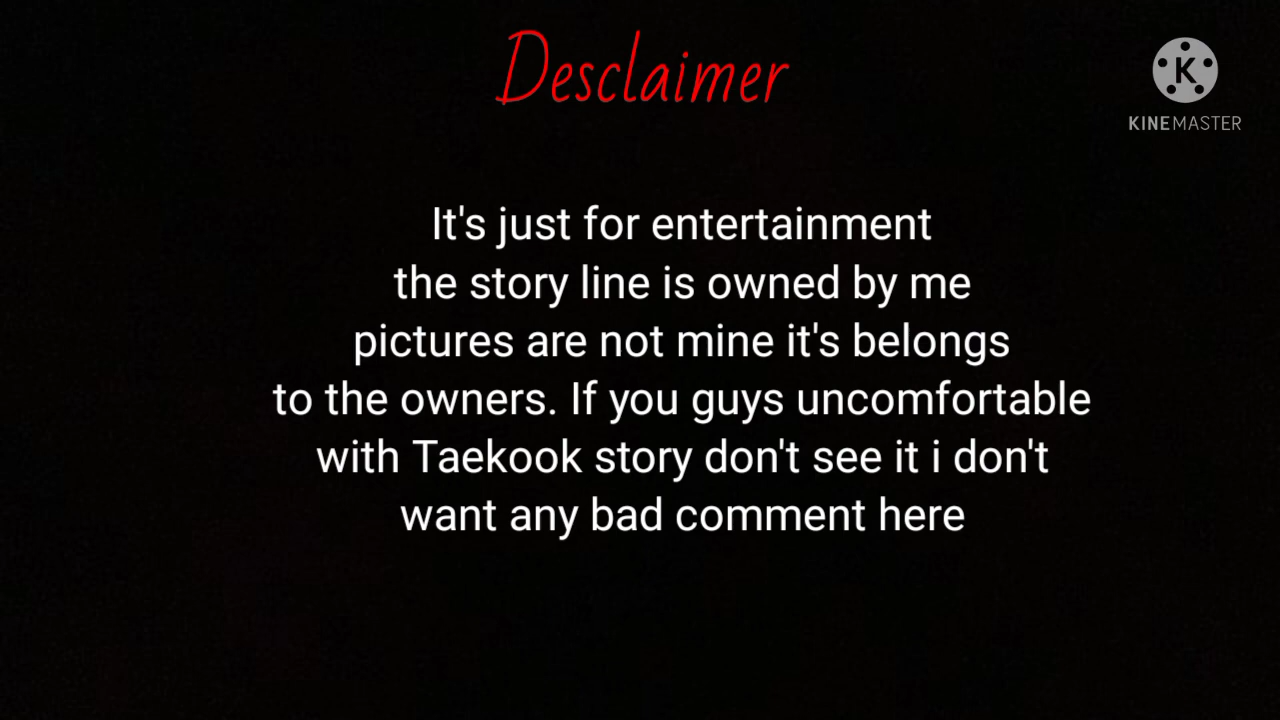 Desclaimer
K
KINEMASTER
It's just for entertainment
the story line is owned by me
pictures are not mine it's belongs
to the owners. If you guys uncomfortable
with Taekook story don't see it i don't
want any bad comment here